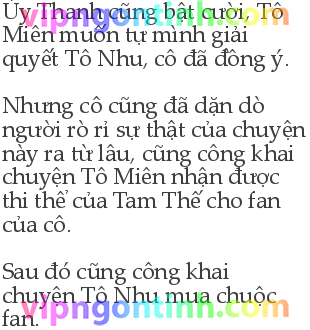 Úy Thanh cũng bật cười, Tô
Miên muốn tự mình giải
quyết Tô Nhu, cô đã đồng ý.
Nhưng cô cũng đã dặn dò
người rò rỉ sự thật của chuyện
này ra từ lâu, cũng công khai
chuyện Tô Miên nhận được
thi thể của Tam Thế cho fan
của cô.
Sau đó cũng công khai
chuyện Tô Nhu mua chuộc
fan.
vipngontinh.com
vipngontinh.com